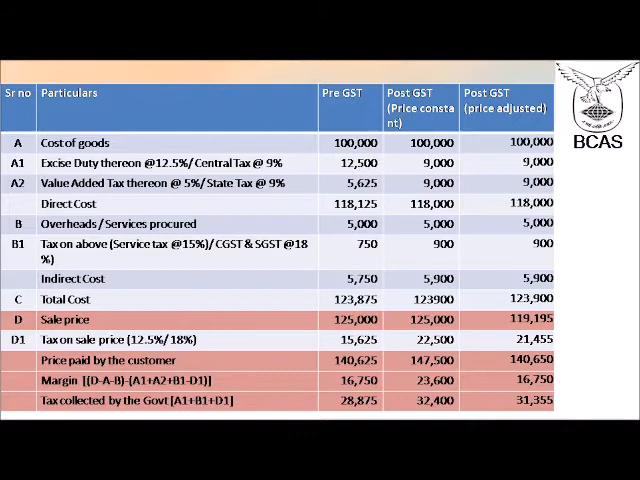 Sr no Particulars Pre GST Post GST (Price constant) Post GST (price adjusted)
A Cost of goods 100,000 100,000 100,000
A1 Excise Duty thereon @12.5%/ Central Tax @ 9% 12,500 9,000 9,000
A2 Value Added Tax thereon @ 5%/ State Tax @ 9% 5,625 9,000 9,000
Direct Cost 118,125 118,000 118,000
B Overheads / Services procured 5,000 5,000 5,000
B1 Tax on above (Service tax @15%)/ CGST & SGST @18 %) 750 900 900
Indirect Cost 5,750 5,900 5,900
C Total Cost 123,875 123900 123,900
D Sale price 125,000 125,000 119,195
D1 Tax on sale price (12.5%/ 18%) 15,625 22,500 21,455
Price paid by the customer 140,625 147,500 140,650
Margin [(D-A-B)-(A1+A2+B1-D1)] 16,750 23,600 16,750
Tax collected by the Govt [A1+B1+D1] 28,875 32,400 31,355
BCAS